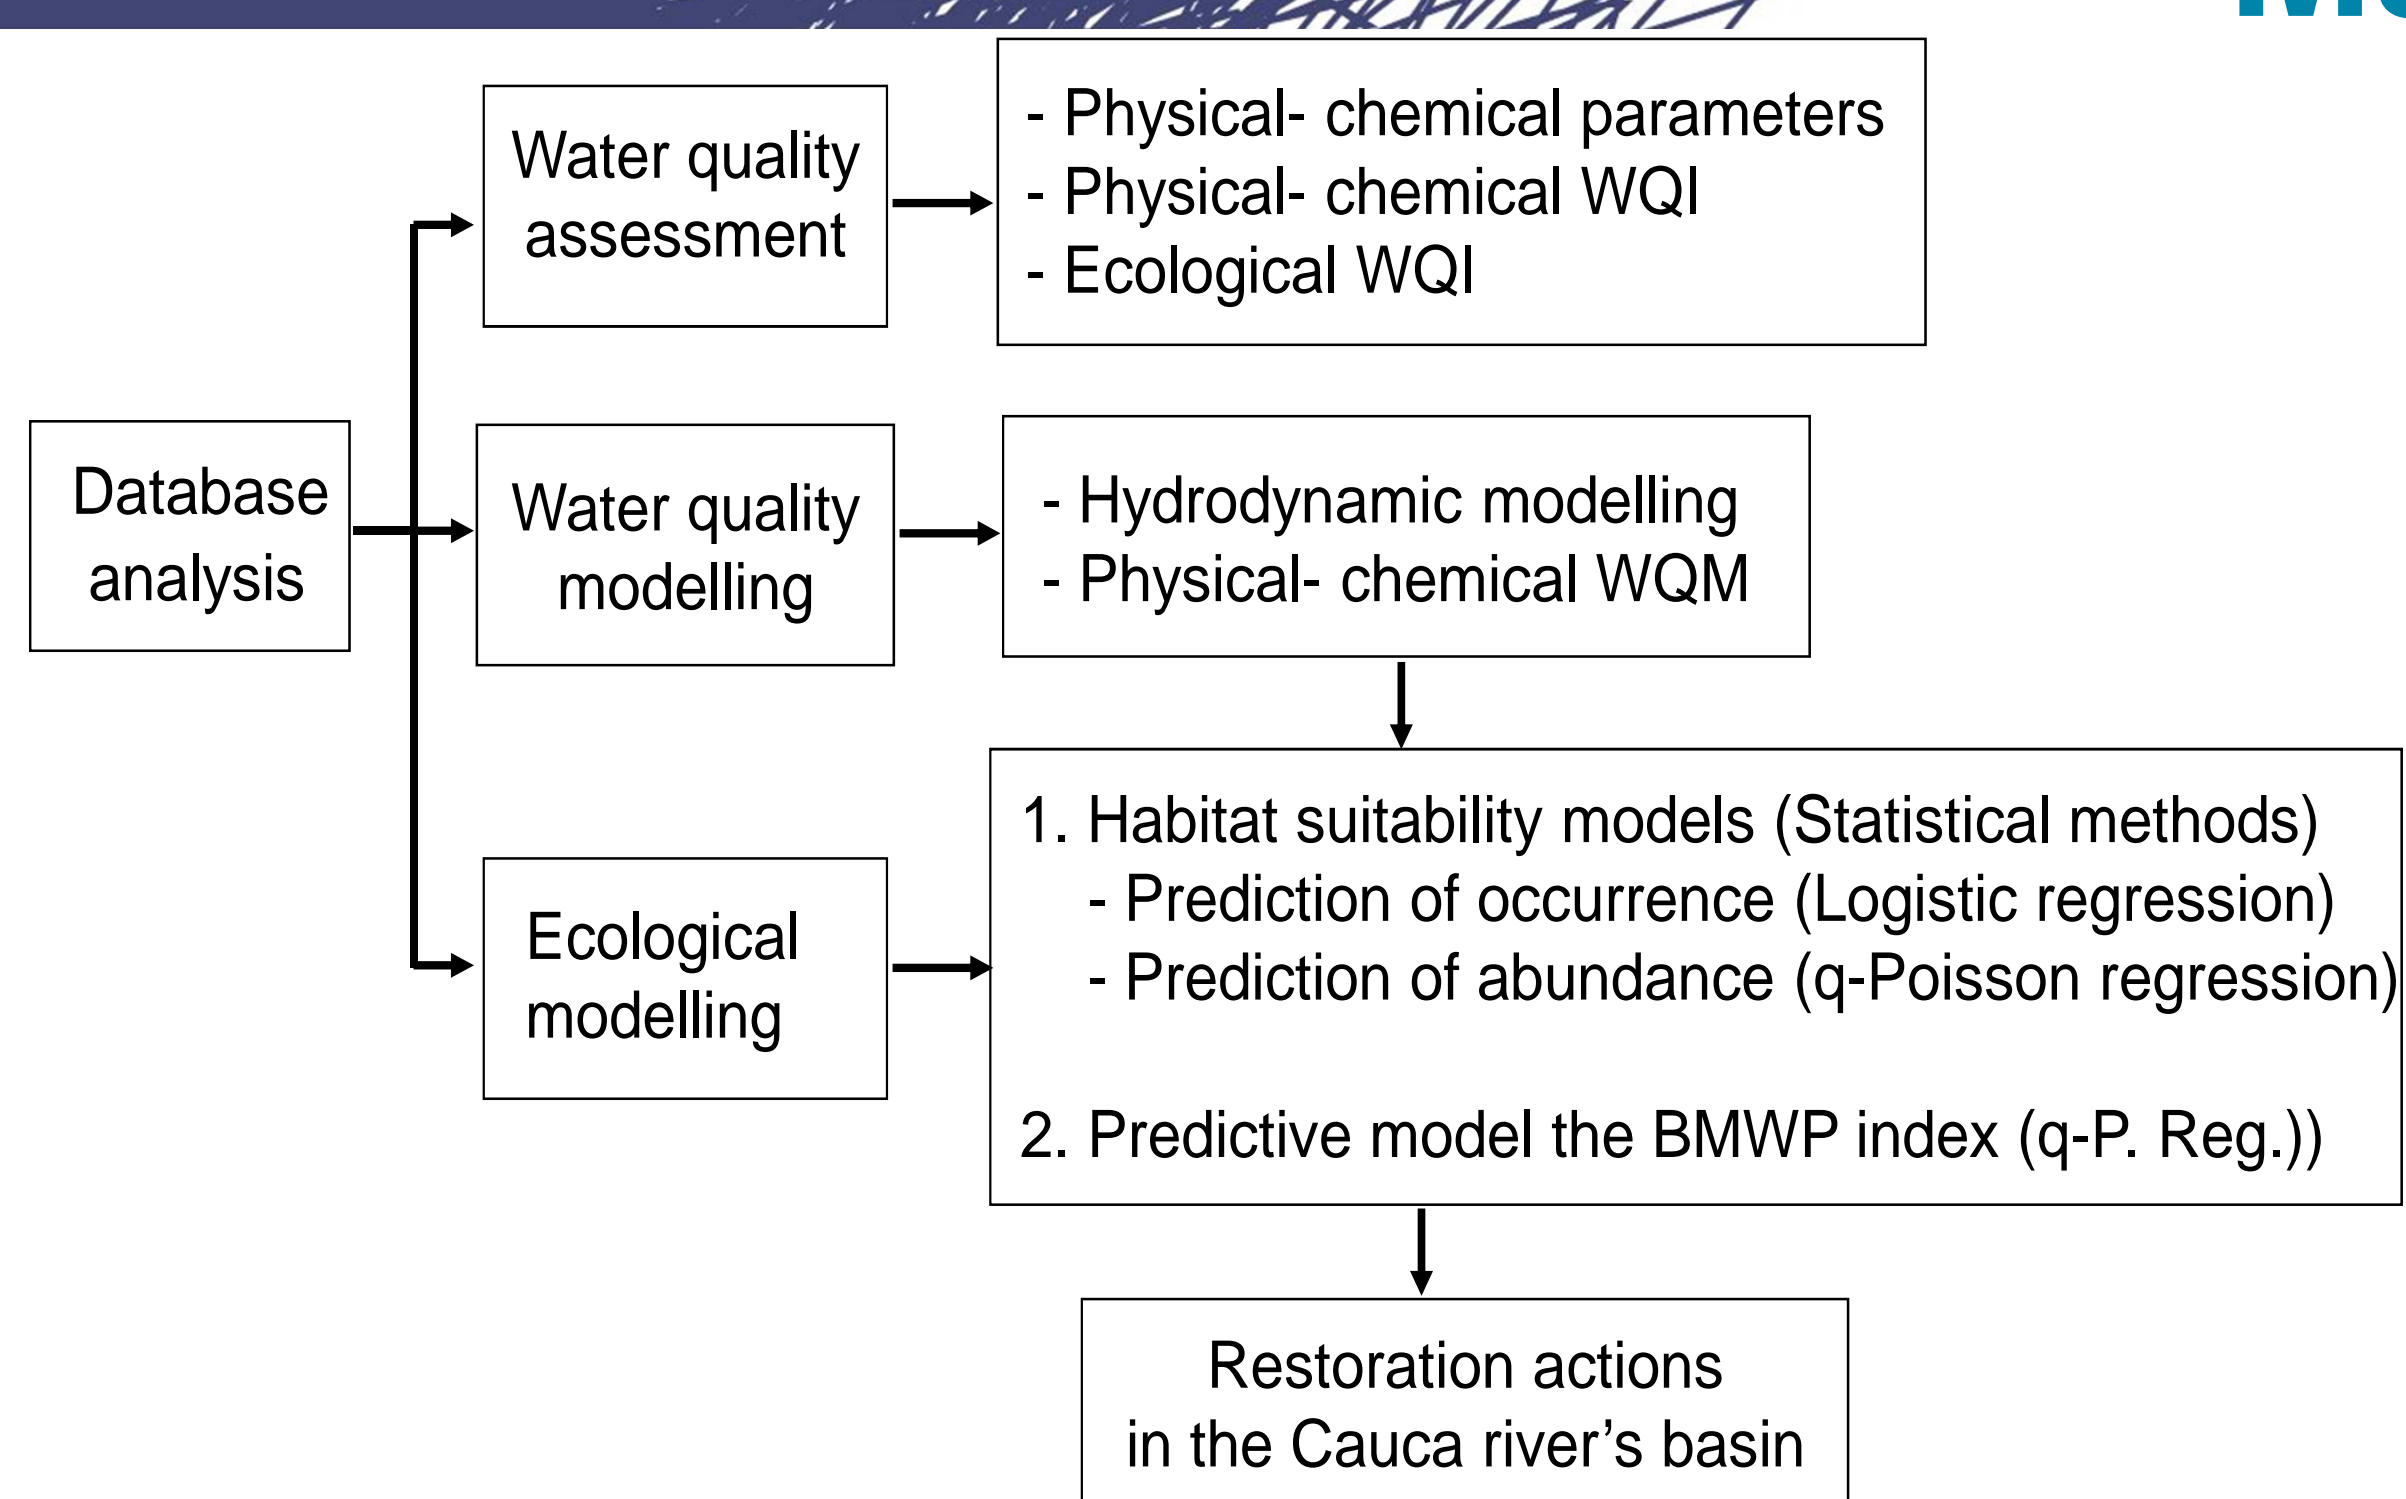 Water quality
assessment
- Physical- chemical parameters
- Physical- chemical WQI
- Ecological WQI
Database
analysis
Water quality
modelling
- Hydrodynamic modelling
- Physical- chemical WQM
Ecological
modelling
1. Habitat suitability models (Statistical methods)
- Prediction of occurrence (Logistic regression)
- Prediction of abundance (q-Poisson regression)
2. Predictive model the BMWP index (q-P. Reg.))
Restoration actions
in the Cauca river’s basin